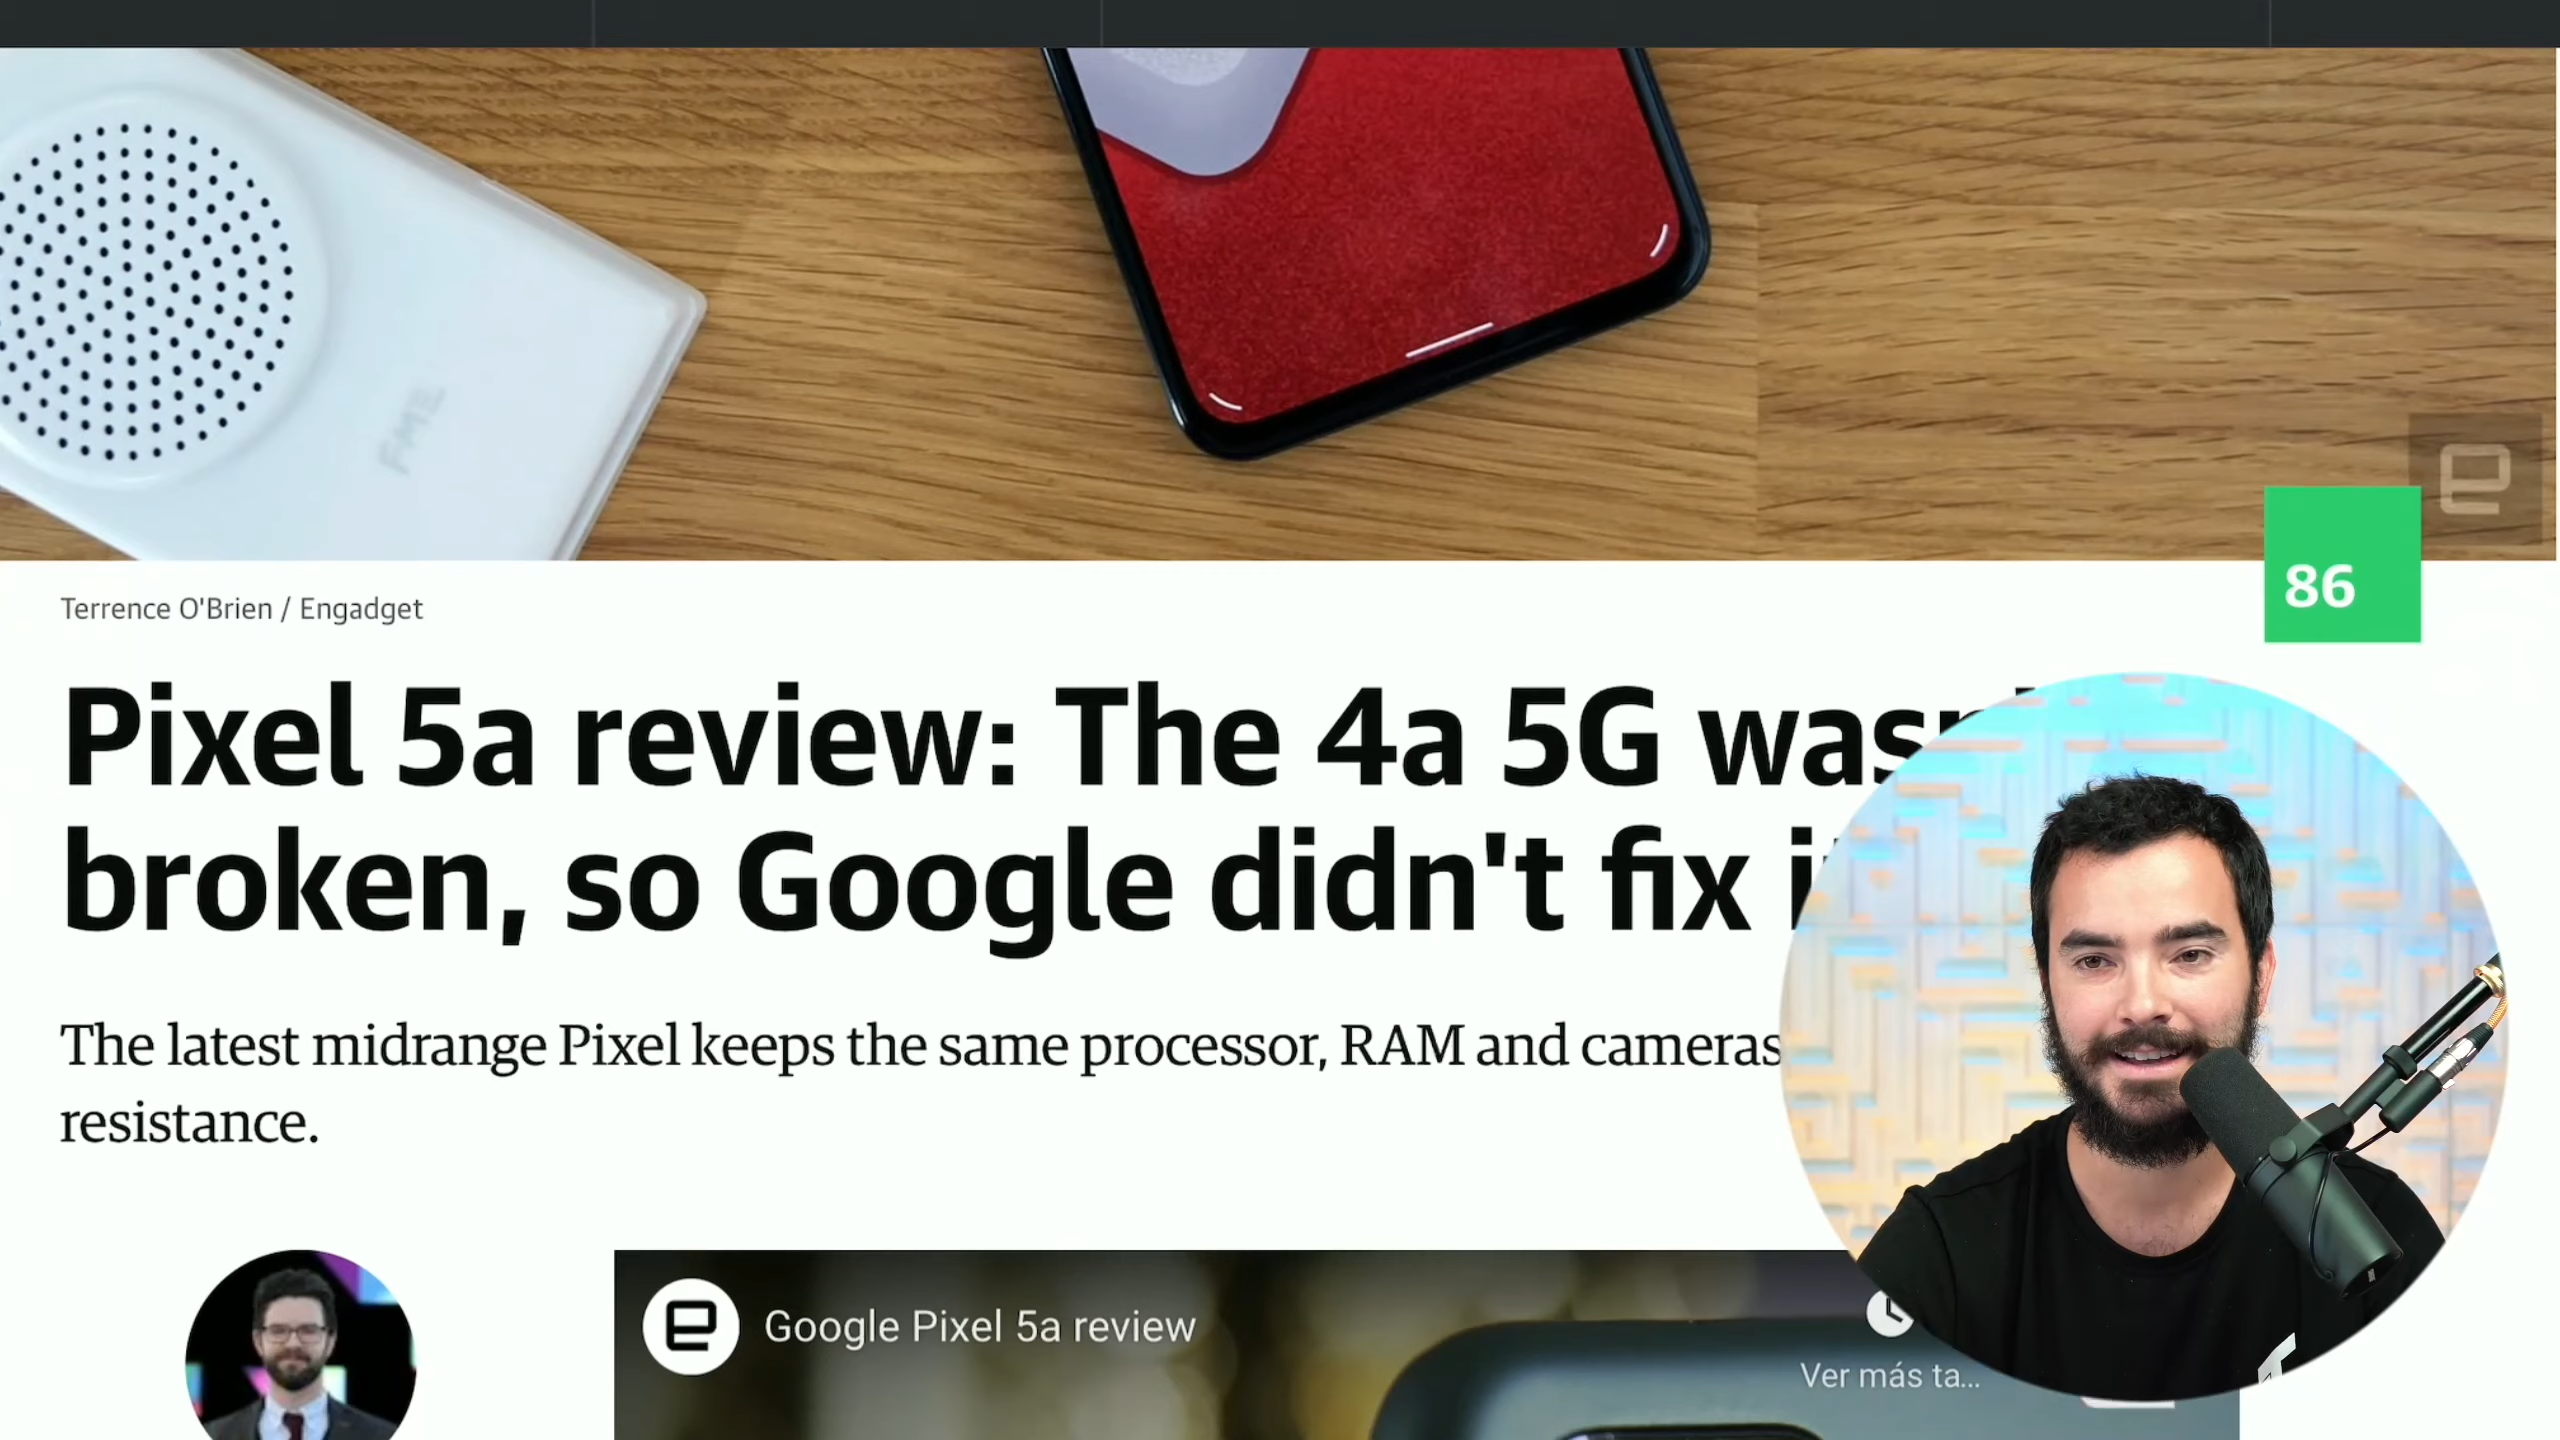 FME
86
Terrence O'Brien / Engadget
Pixel 5a review: The 4a 5G
broken, so Google didn't fix
The latest midrange Pixel keeps the same processor, RAM and cameras
resistance.
Google Pixel 5a review
Ver más ta...